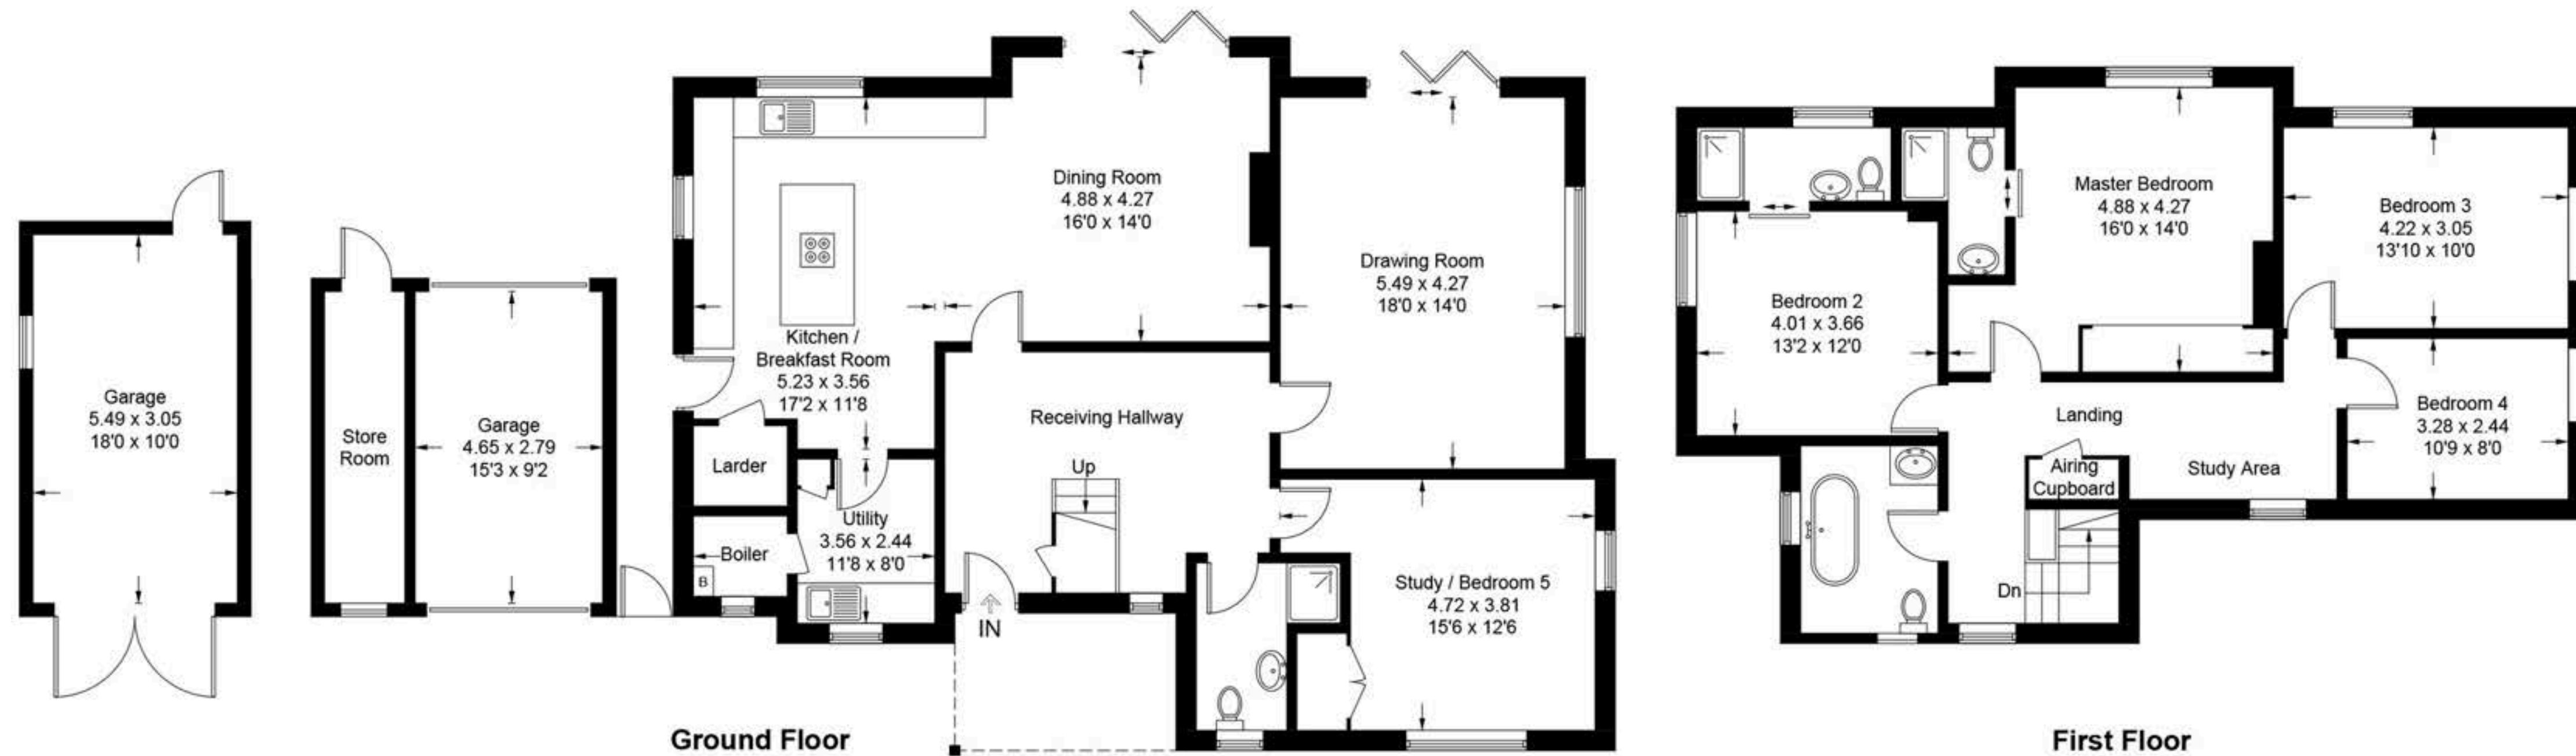 Garage
5.49 x 3.05
18'0 x 10'0
Store
Room
Garage
4.65 x 2.79
15'3 x 9'2
Kitchen /
Breakfast Room
5.23 x 3.56
17'2 x 11'8
Dining Room
4.88 x 4.27
16'0 x 14'0
Drawing Room
5.49 x 4.27
18'0 x 14'0
Receiving Hallway
Up
Larder
Boiler
B
Utility
3.56 x 2.44
11'8 x 8'0
IN
Study / Bedroom 5
4.72 x 3.81
15'6 x 12'6
Ground Floor
Master Bedroom
4.88 x 4.27
16'0 x 14'0
Bedroom 3
4.22 x 3.05
13'10 x 10'0
Bedroom 2
4.01 x 3.66
13'2 x 12'0
Bedroom 4
3.28 x 2.44
10'9 x 8'0
Landing
Airing
Cupboard
Study Area
Dn
First Floor